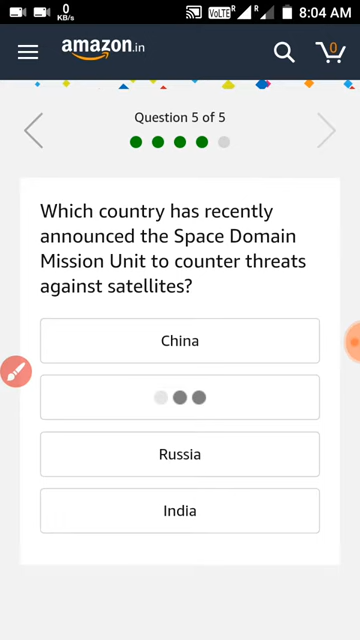 0
KB/s
VoLTE R
R
8:04 AM
amazon.in
0
Question 5 of 5
Which country has recently
announced the Space Domain
Mission Unit to counter threats
against satellites?
China
Russia
India